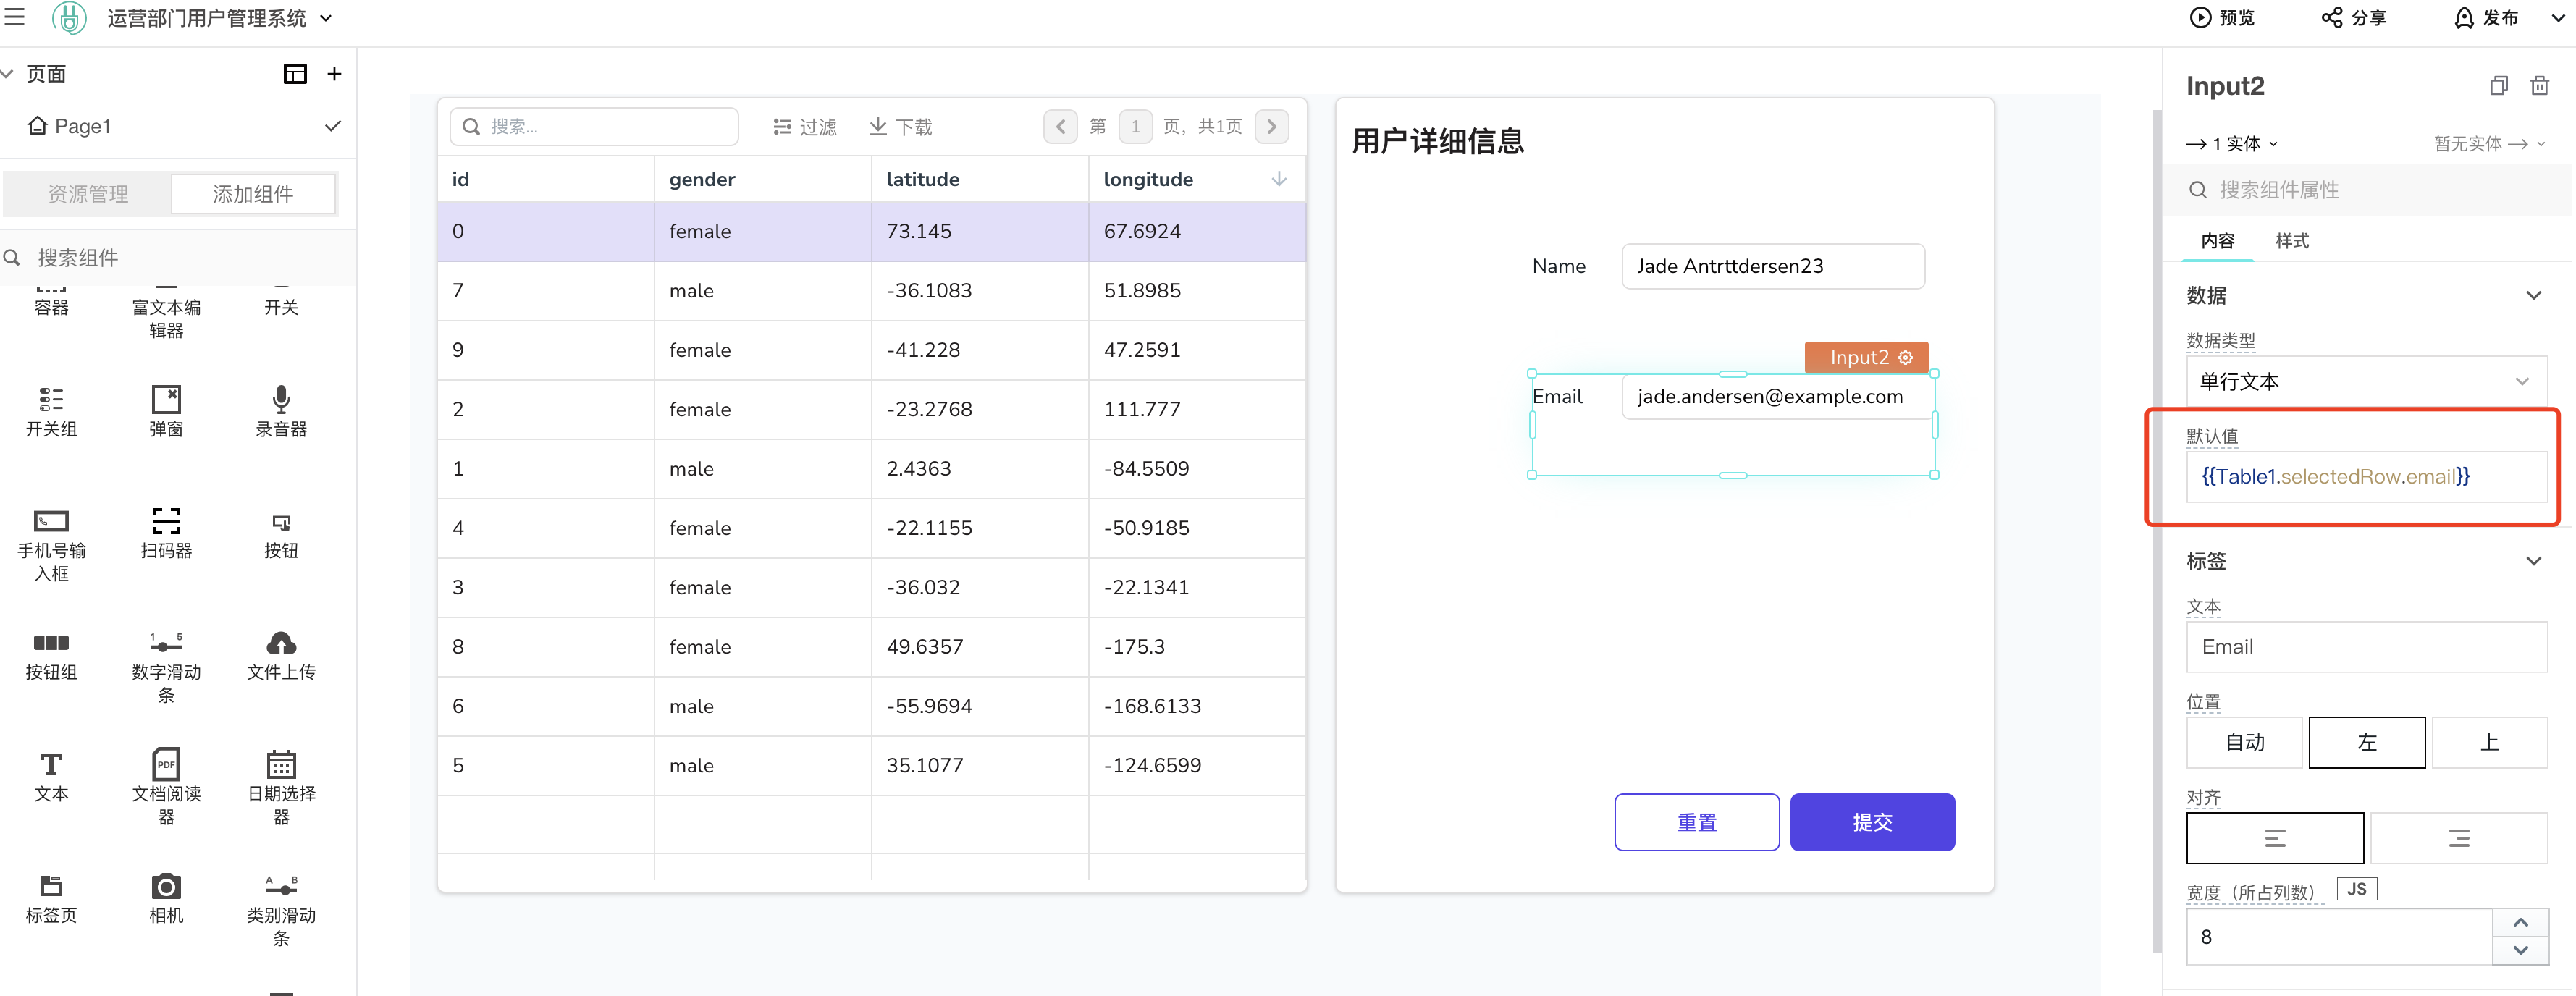 运营部门用户管理系统
预览
分享
发布
页面
Page1
资源管理
添加组件
搜索组件
容器
富文本编
辑器
开关
开关组
弹窗
录音器
手机号输
入框
扫码器
按钮
按钮组
1 5
数字滑动
条
文件上传
T
文本
PDF
文档阅读
器
日期选择
器
标签页
相机
A B
类别滑动
条
搜索...
过滤
下载
第 1 页，共1页
id gender latitude longitude
0 female 73.145 67.6924
7 male -36.1083 51.8985
9 female -41.228 47.2591
2 female -23.2768 111.777
1 male 2.4363 -84.5509
4 female -22.1155 -50.9185
3 female -36.032 -22.1341
8 female 49.6357 -175.3
6 male -55.9694 -168.6133
5 male 35.1077 -124.6599
用户详细信息
Name Jade Antrttdersen23
Input2
Email jade.andersen@example.com
重置
提交
Input2
1 实体
暂无实体
搜索组件属性
内容
样式
数据
数据类型
单行文本
默认值
{{Table1.selectedRow.email}}
标签
文本
Email
位置
自动 左 上
对齐
宽度（所占列数） JS
8